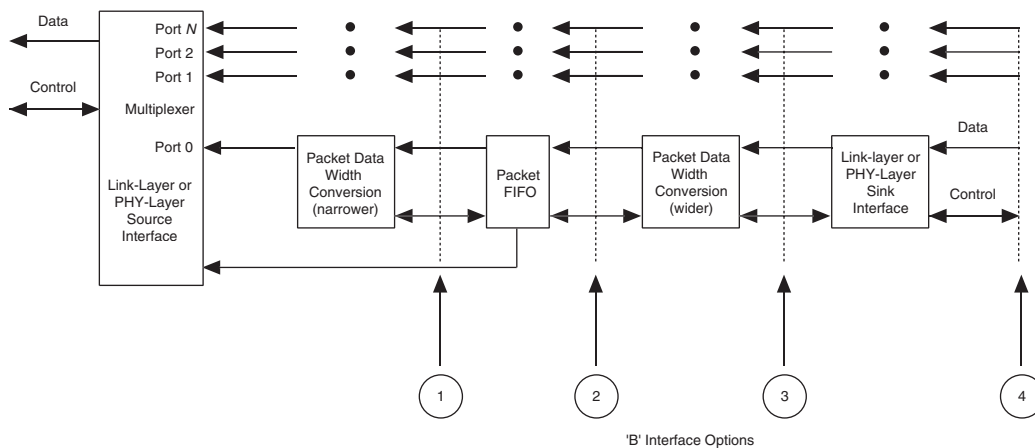 Data
Port N
Port 2
Port 1
Control
Multiplexer
Port 0
Link-Layer or
PHY-Layer
Source
Interface
Packet Data
Width
Conversion
(narrower)
Packet
FIFO
Packet Data
Width
Conversion
(wider)
Link-layer or
PHY-Layer
Sink
Interface
Data
Control
1
2
3
4
'B' Interface Options